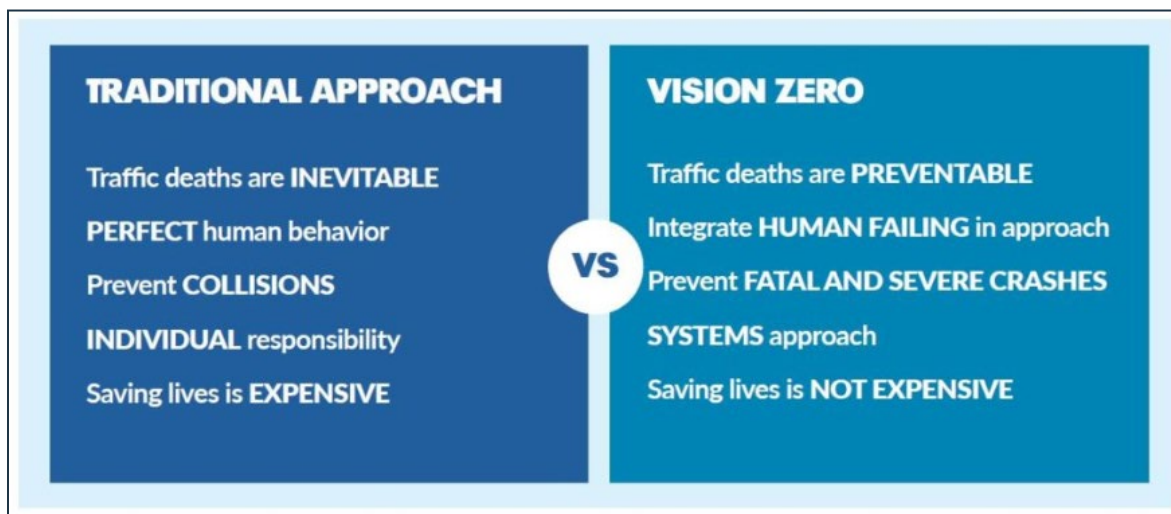 TRADITIONAL APPROACH
Traffic deaths are INEVITABLE
PERFECT human behavior
Prevent COLLISIONS
INDIVIDUAL responsibility
Saving lives is EXPENSIVE
VS
VISION ZERO
Traffic deaths are PREVENTABLE
Integrate HUMAN FAILING in approach
Prevent FATAL AND SEVERE CRASHES
SYSTEMS approach
Saving lives is NOT EXPENSIVE